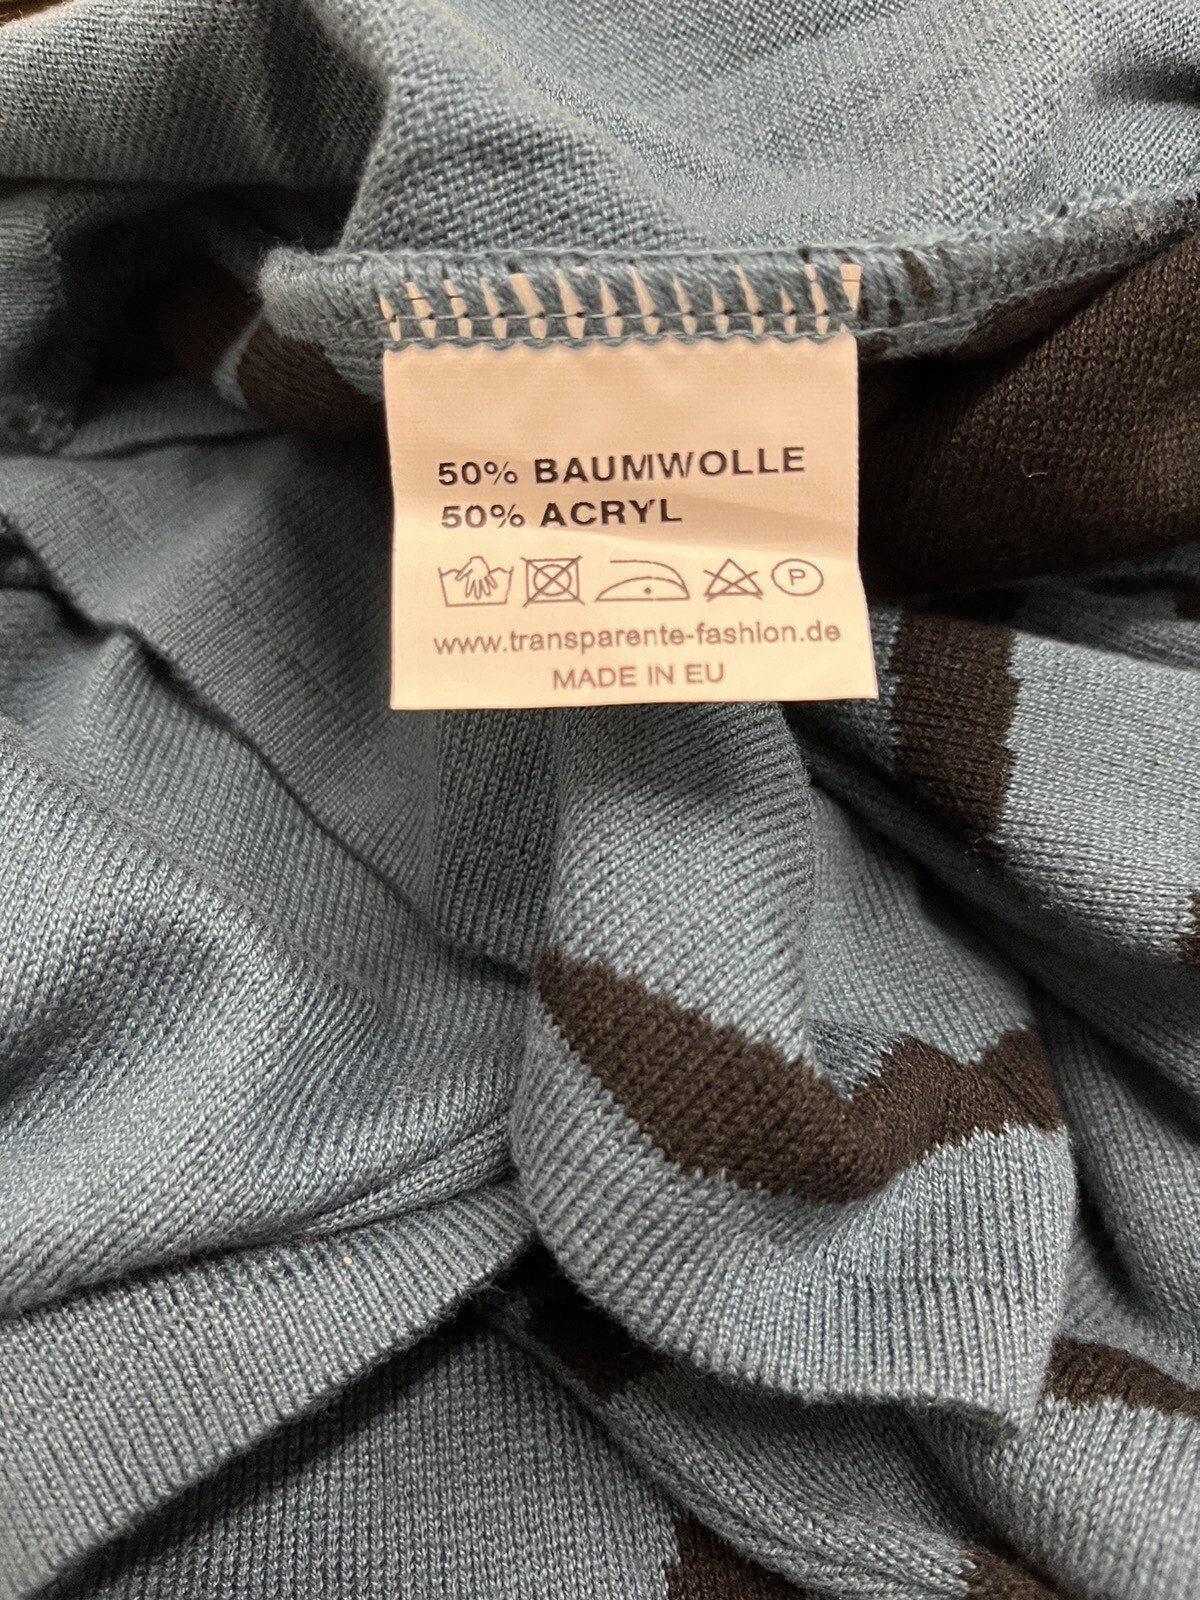 50% BAUMWOLLE
50% ACRYL
P
www.transparente-fashion.de
MADE IN EU